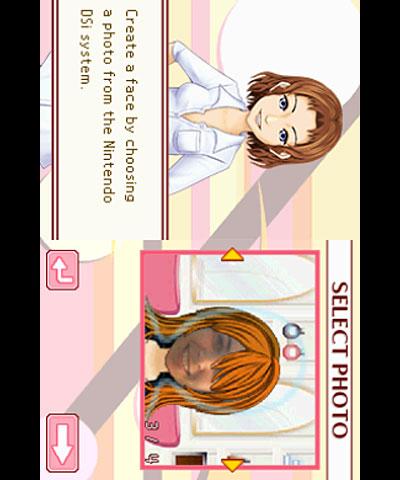 Create a face by choosing
a photo from the Nintendo
DSi system.
SELECT PHOTO
3 / 4